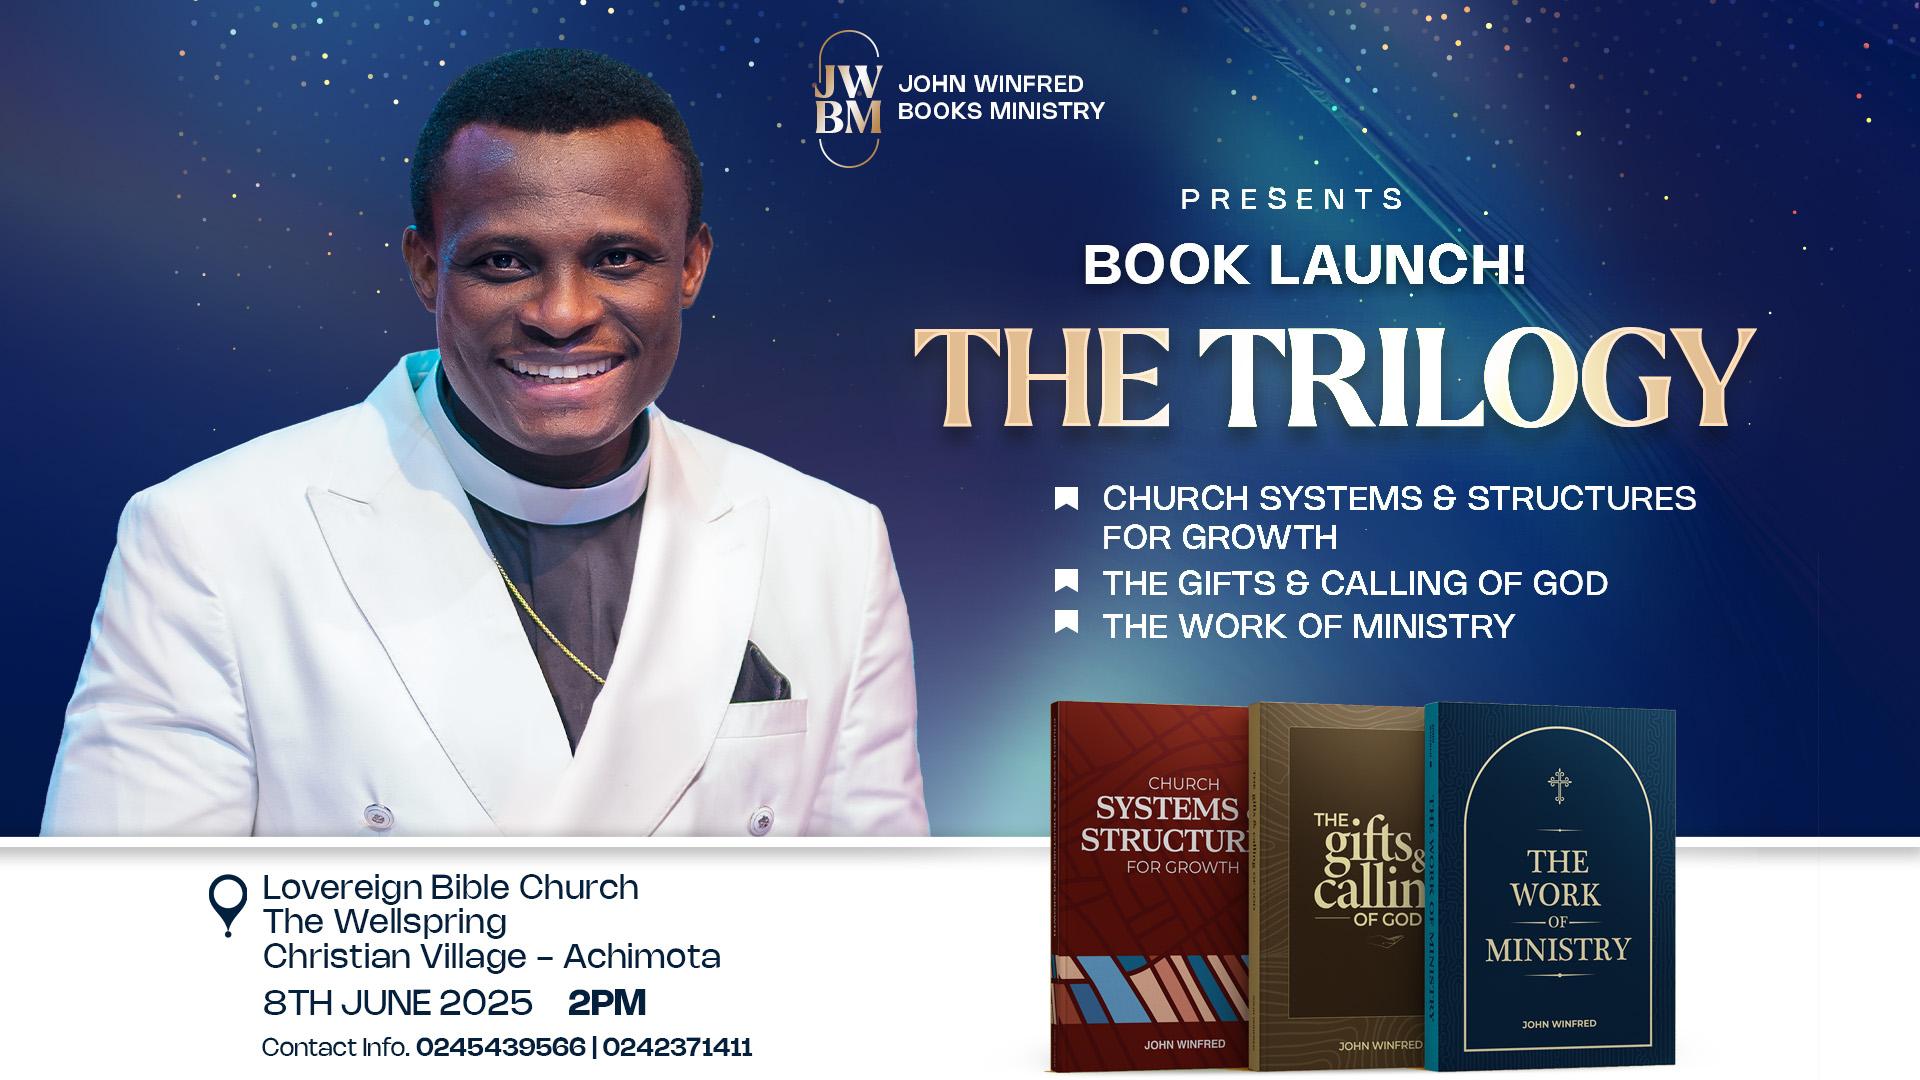 JW
BM
JOHN WINFRED
BOOKS MINISTRY
PRESENTS
BOOK LAUNCH!
THE TRILOGY
CHURCH SYSTEMS & STRUCTURES
FOR GROWTH
THE GIFTS & CALLING OF GOD
THE WORK OF MINISTRY
CHURCH
SYSTEMS
STRUCTUR
FOR GROWTH
JOHN WINFRED
THE
gifts &
callin
OF GOD
JOHN WINFRED
THE WORK OF MINISTRY
THE
WORK
OF
MINISTRY
JOHN WINFRED
Lovereign Bible Church
The Wellspring
Christian Village – Achimota
8TH JUNE 2025 2PM
Contact Info. 0245439566 | 0242371411